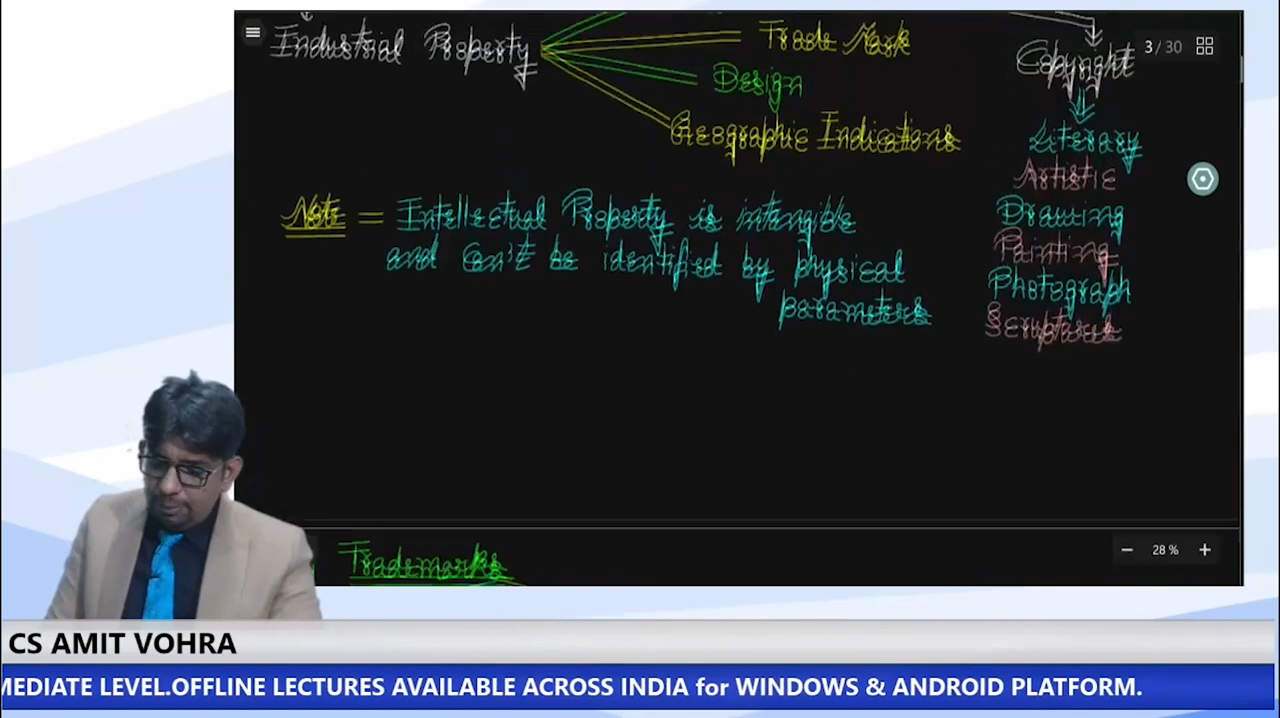 Industrial Property
Trade Mark
Design
Geographic Indications
Copyright
Literary
Artistic
Drawing
Painting
Photograph
Scruptures
3 / 30
Note = Intellectual Property is intangible
and Can't be identified by physical
parameters
Trademarks
28 %
CS AMIT VOHRA
MEDIATE LEVEL.OFFLINE LECTURES AVAILABLE ACROSS INDIA for WINDOWS & ANDROID PLATFORM.